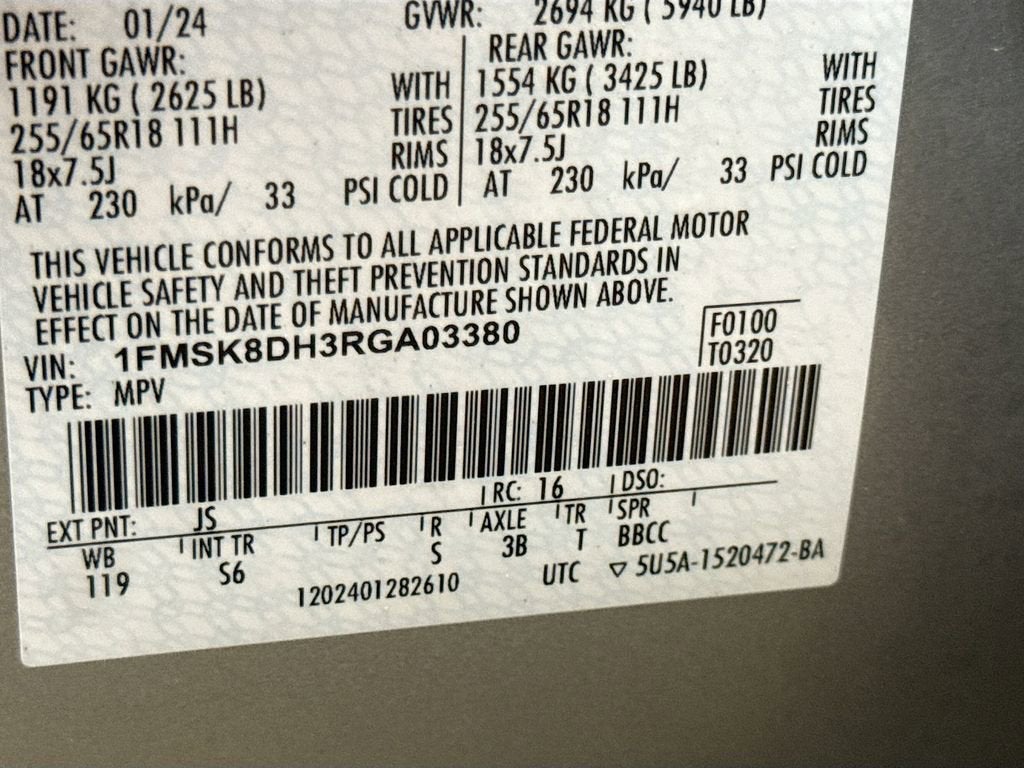 DATE: 01/24 GVWR: 2694 KG ( 5940 LB)
FRONT GAWR: REAR GAWR:
1191 KG ( 2625 LB) WITH 1554 KG ( 3425 LB) WITH
255/65R18 111H TIRES 255/65R18 111H TIRES
18x7.5J RIMS 18x7.5J RIMS
AT 230 kPa/ 33 PSI COLD AT 230 kPa/ 33 PSI COLD
THIS VEHICLE CONFORMS TO ALL APPLICABLE FEDERAL MOTOR
VEHICLE SAFETY AND THEFT PREVENTION STANDARDS IN
EFFECT ON THE DATE OF MANUFACTURE SHOWN ABOVE.
VIN: 1FMSK8DH3RGA03380 F0100
TYPE: MPV T0320
EXT PNT: JS RC: 16 DSO:
WB INT TR TP/PS R AXLE TR SPR
119 S6 S 3B T BBCC
1202401282610 UTC ▽ 5U5A-1520472-BA